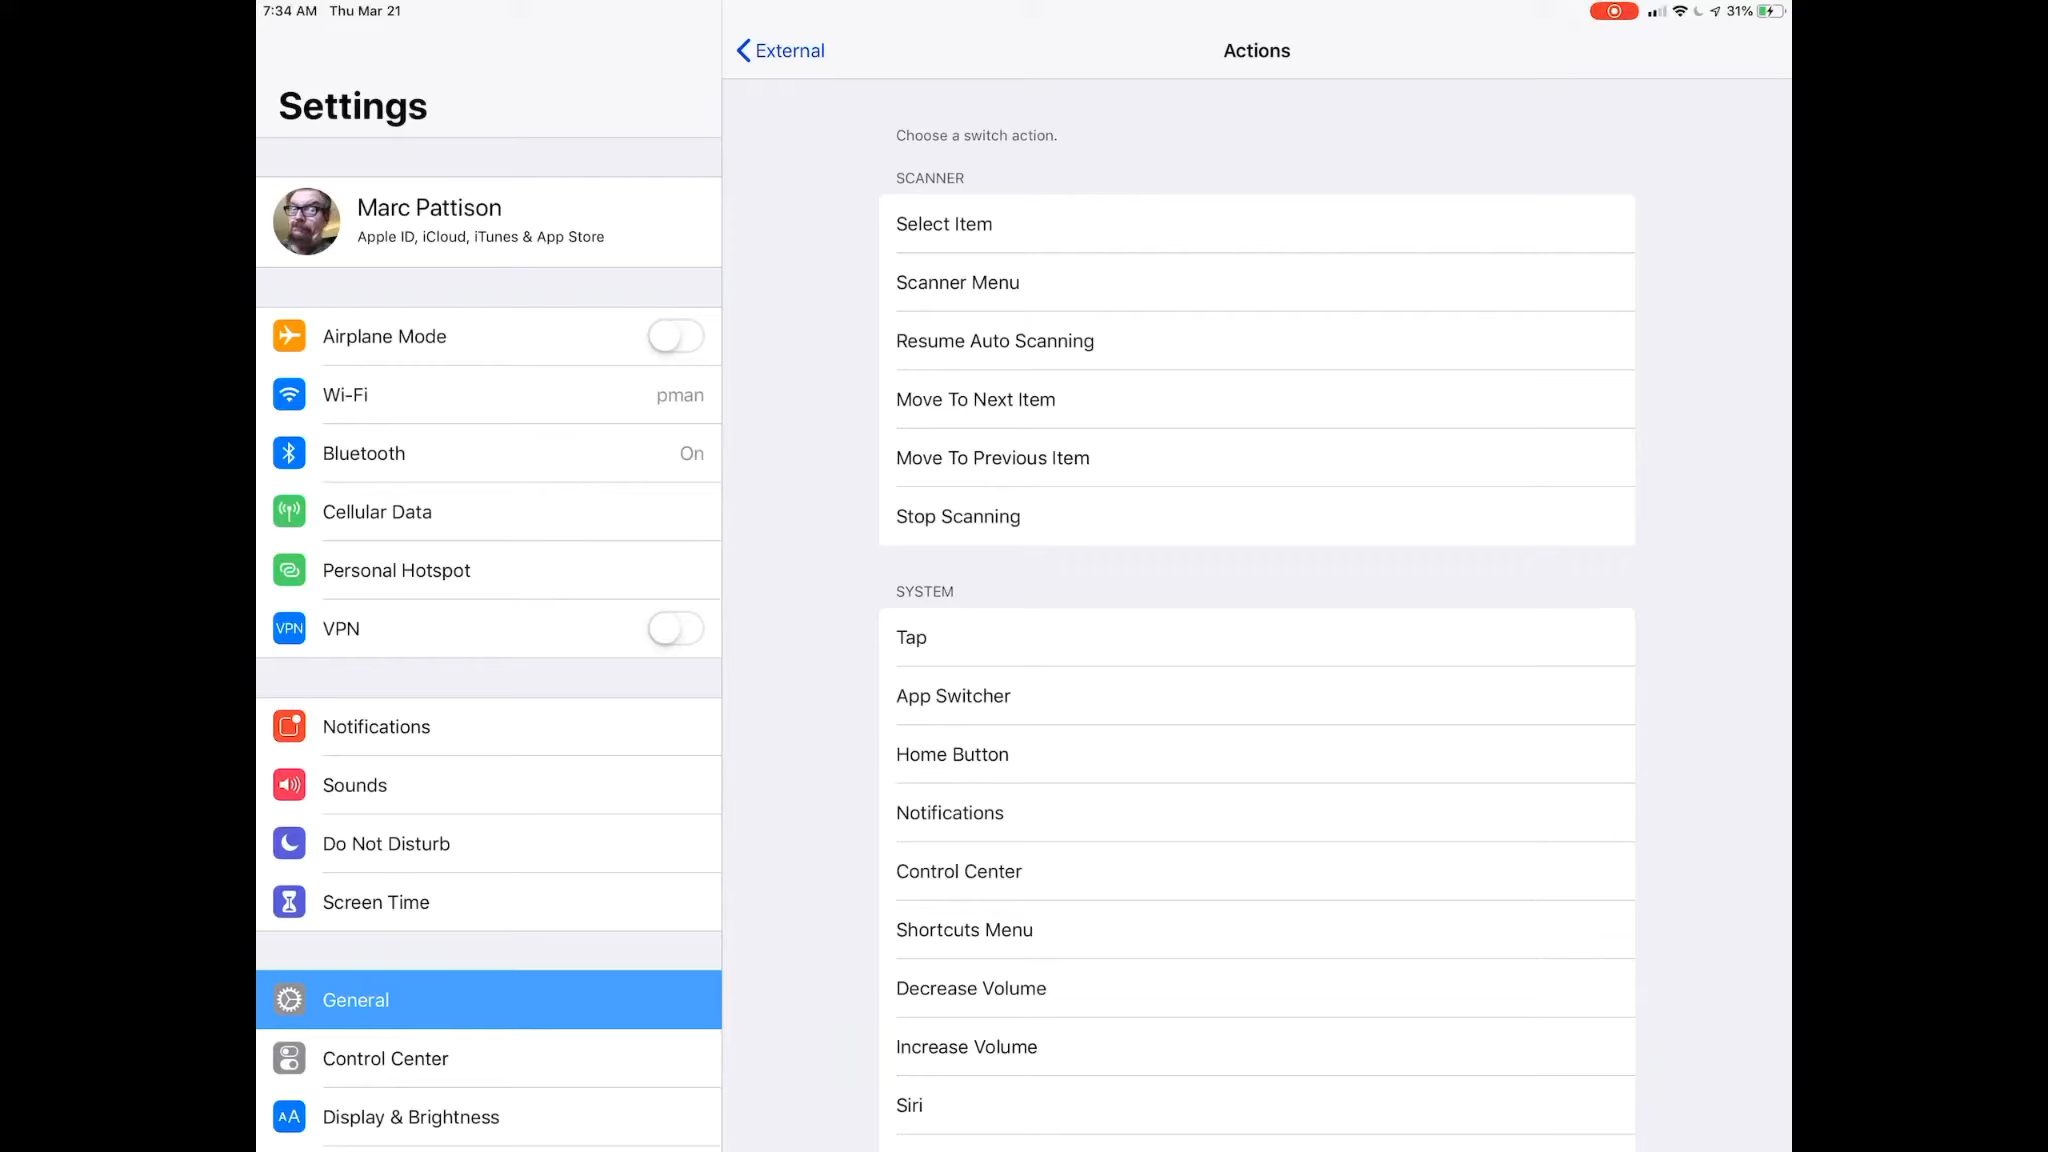 7:34 AM Thu Mar 21
31%
Settings
Marc Pattison
Apple ID, iCloud, iTunes & App Store
Airplane Mode
Wi-Fi pman
Bluetooth On
Cellular Data
Personal Hotspot
VPN VPN
Notifications
Sounds
Do Not Disturb
Screen Time
General
Control Center
AA Display & Brightness
External
Actions
Choose a switch action.
SCANNER
Select Item
Scanner Menu
Resume Auto Scanning
Move To Next Item
Move To Previous Item
Stop Scanning
SYSTEM
Tap
App Switcher
Home Button
Notifications
Control Center
Shortcuts Menu
Decrease Volume
Increase Volume
Siri